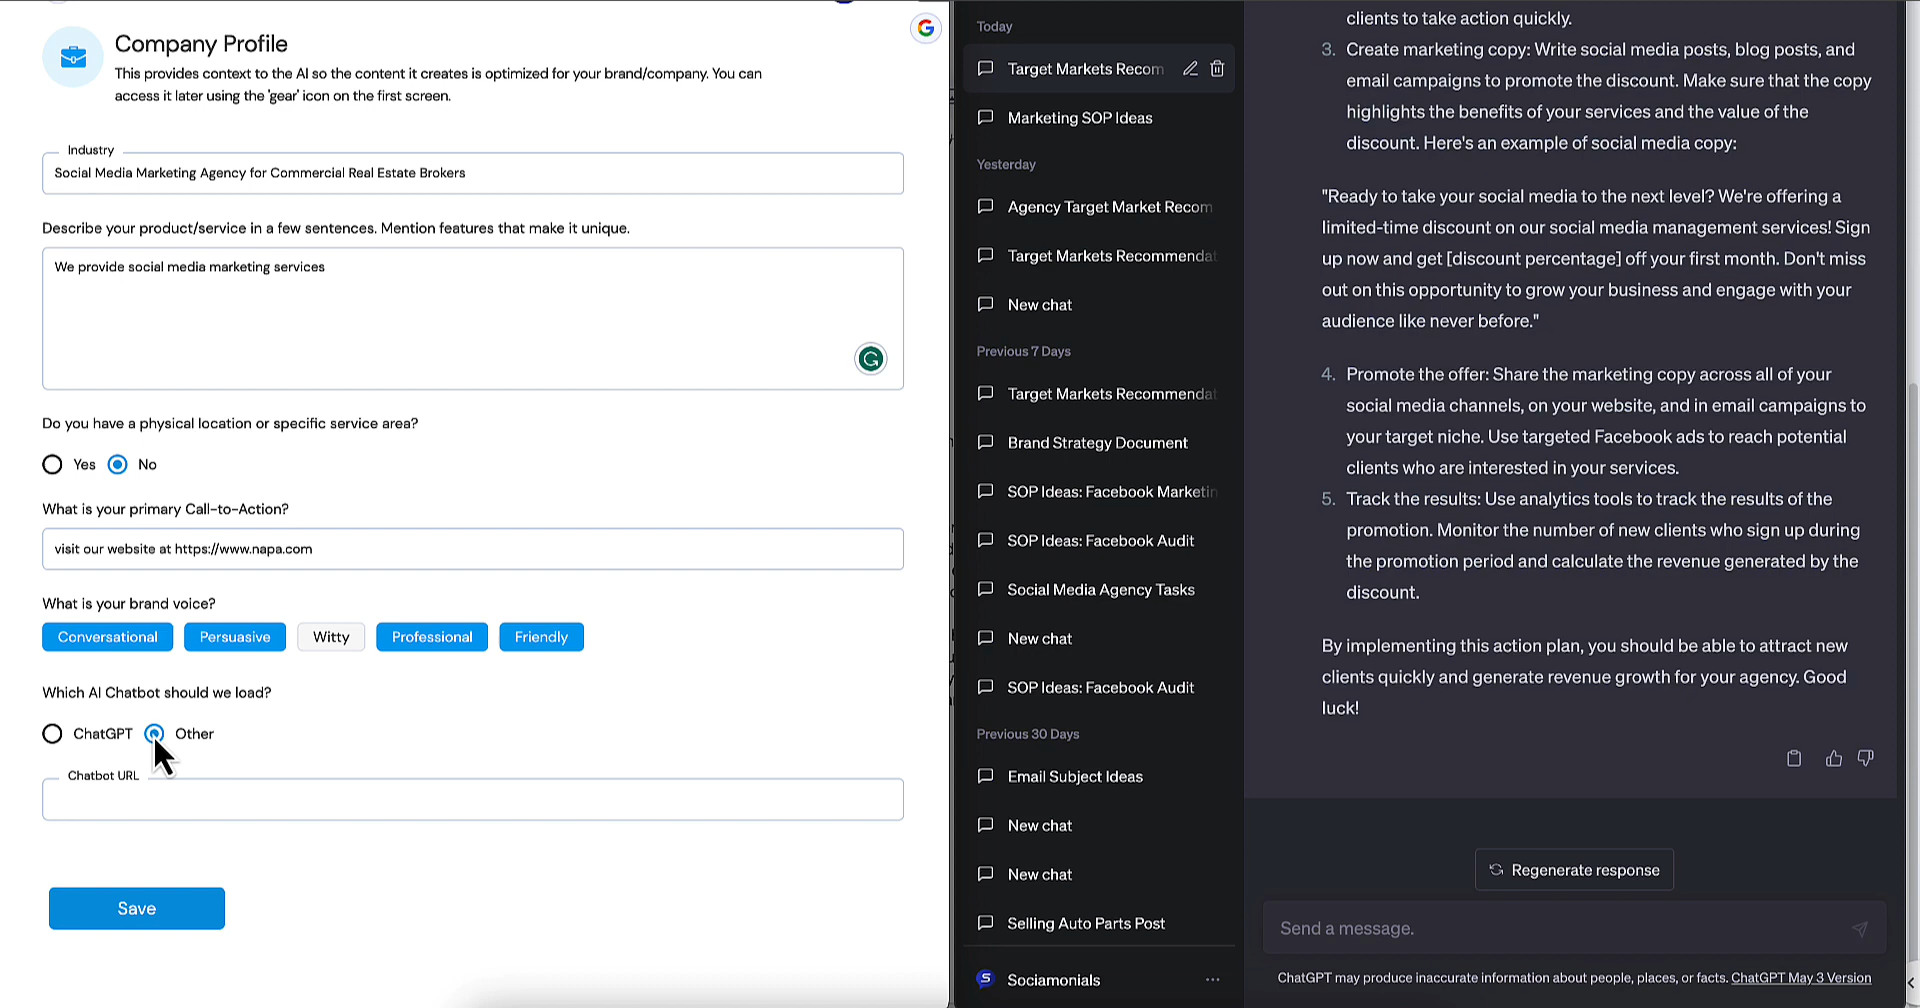 Company Profile
This provides context to the AI so the content it creates is optimized for your brand/company. You can
access it later using the 'gear' icon on the first screen.
Industry
Social Media Marketing Agency for Commercial Real Estate Brokers
Describe your product/service in a few sentences. Mention features that make it unique.
We provide social media marketing services
Do you have a physical location or specific service area?
Yes No
What is your primary Call-to-Action?
visit our website at https://www.napa.com
What is your brand voice?
Conversational Persuasive Witty Professional Friendly
Which AI Chatbot should we load?
ChatGPT Other
Chatbot URL
Save
Today
Target Markets Recom
Marketing SOP Ideas
Yesterday
Agency Target Market Recom
Target Markets Recommendat
New chat
Previous 7 Days
Target Markets Recommendat
Brand Strategy Document
SOP Ideas: Facebook Marketin
SOP Ideas: Facebook Audit
Social Media Agency Tasks
New chat
SOP Ideas: Facebook Audit
Previous 30 Days
Email Subject Ideas
New chat
New chat
Selling Auto Parts Post
Sociamonials
clients to take action quickly.
3. Create marketing copy: Write social media posts, blog posts, and
email campaigns to promote the discount. Make sure that the copy
highlights the benefits of your services and the value of the
discount. Here's an example of social media copy:
"Ready to take your social media to the next level? We're offering a
limited-time discount on our social media management services! Sign
up now and get [discount percentage] off your first month. Don't miss
out on this opportunity to grow your business and engage with your
audience like never before."
4. Promote the offer: Share the marketing copy across all of your
social media channels, on your website, and in email campaigns to
your target niche. Use targeted Facebook ads to reach potential
clients who are interested in your services.
5. Track the results: Use analytics tools to track the results of the
promotion. Monitor the number of new clients who sign up during
the promotion period and calculate the revenue generated by the
discount.
By implementing this action plan, you should be able to attract new
clients quickly and generate revenue growth for your agency. Good
luck!
Regenerate response
Send a message.
ChatGPT may produce inaccurate information about people, places, or facts. ChatGPT May 3 Version